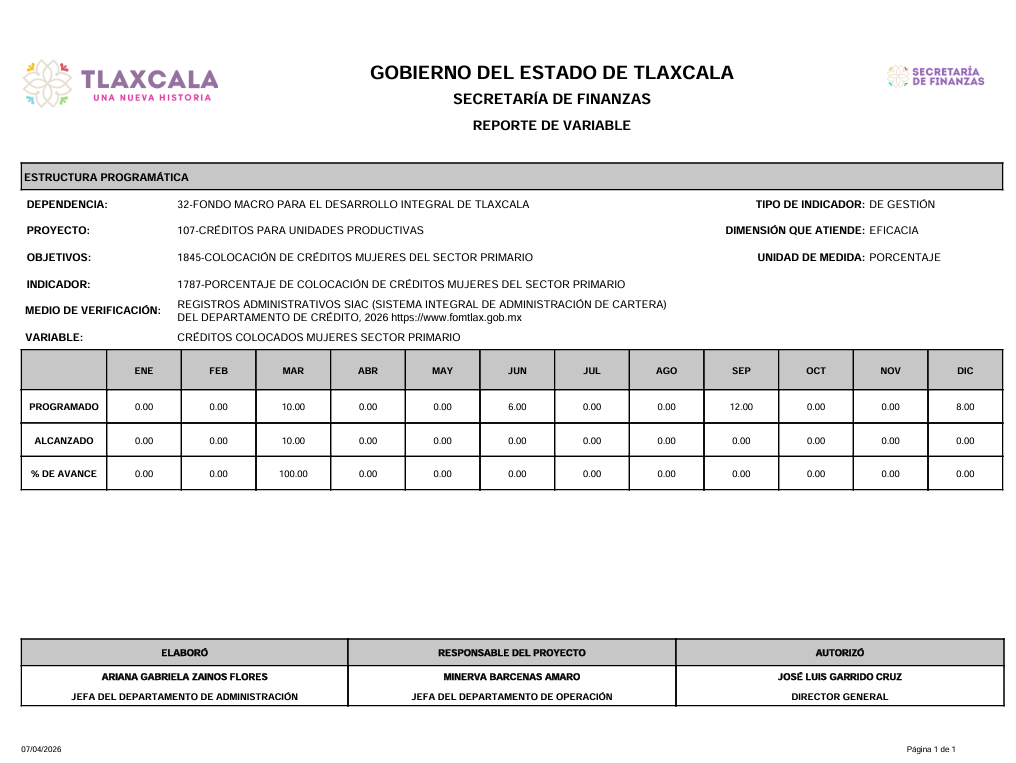 TLAXCALA
UNA NUEVA HISTORIA
GOBIERNO DEL ESTADO DE TLAXCALA
SECRETARÍA DE FINANZAS
REPORTE DE VARIABLE
SECRETARÍA
DE FINANZAS
ESTRUCTURA PROGRAMÁTICA
DEPENDENCIA: 32-FONDO MACRO PARA EL DESARROLLO INTEGRAL DE TLAXCALA TIPO DE INDICADOR: DE GESTIÓN
PROYECTO: 107-CRÉDITOS PARA UNIDADES PRODUCTIVAS DIMENSIÓN QUE ATIENDE: EFICACIA
OBJETIVOS: 1845-COLOCACIÓN DE CRÉDITOS MUJERES DEL SECTOR PRIMARIO UNIDAD DE MEDIDA: PORCENTAJE
INDICADOR: 1787-PORCENTAJE DE COLOCACIÓN DE CRÉDITOS MUJERES DEL SECTOR PRIMARIO
MEDIO DE VERIFICACIÓN: REGISTROS ADMINISTRATIVOS SIAC (SISTEMA INTEGRAL DE ADMINISTRACIÓN DE CARTERA)
DEL DEPARTAMENTO DE CRÉDITO, 2026 https://www.fomtlax.gob.mx
VARIABLE: CRÉDITOS COLOCADOS MUJERES SECTOR PRIMARIO
ENE FEB MAR ABR MAY JUN JUL AGO SEP OCT NOV DIC
PROGRAMADO 0.00 0.00 10.00 0.00 0.00 6.00 0.00 0.00 12.00 0.00 0.00 8.00
ALCANZADO 0.00 0.00 10.00 0.00 0.00 0.00 0.00 0.00 0.00 0.00 0.00 0.00
% DE AVANCE 0.00 0.00 100.00 0.00 0.00 0.00 0.00 0.00 0.00 0.00 0.00 0.00
ELABORÓ RESPONSABLE DEL PROYECTO AUTORIZÓ
ARIANA GABRIELA ZAINOS FLORES MINERVA BARCENAS AMARO JOSÉ LUIS GARRIDO CRUZ
JEFA DEL DEPARTAMENTO DE ADMINISTRACIÓN JEFA DEL DEPARTAMENTO DE OPERACIÓN DIRECTOR GENERAL
07/04/2026 Página 1 de 1